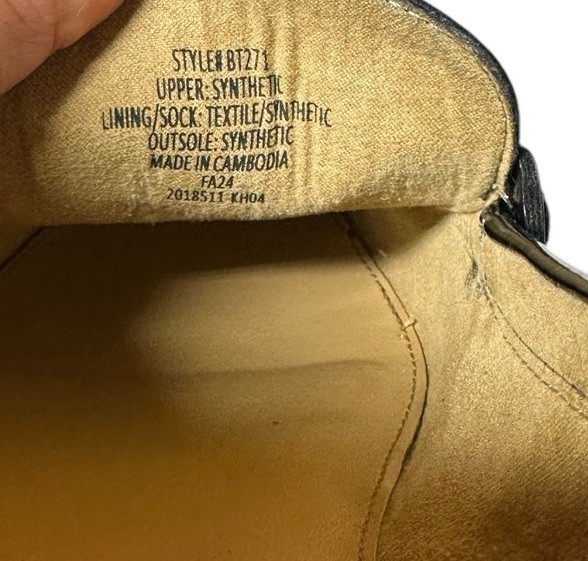 STYLE# BT271
UPPER: SYNTHETIC
LINING/SOCK: TEXTILE/SYNTHETIC
OUTSOLE: SYNTHETIC
MADE IN CAMBODIA
FA24
2018511 KH04